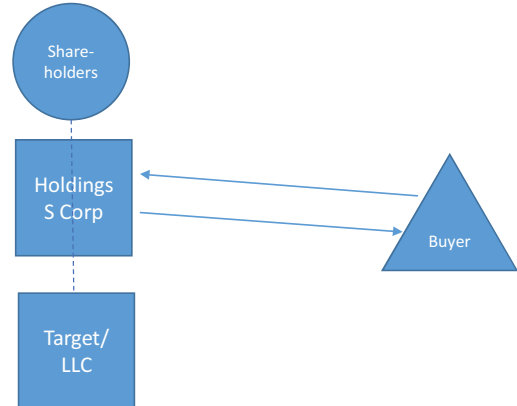 Share-
holders
Holdings
S Corp
Buyer
Target/
LLC